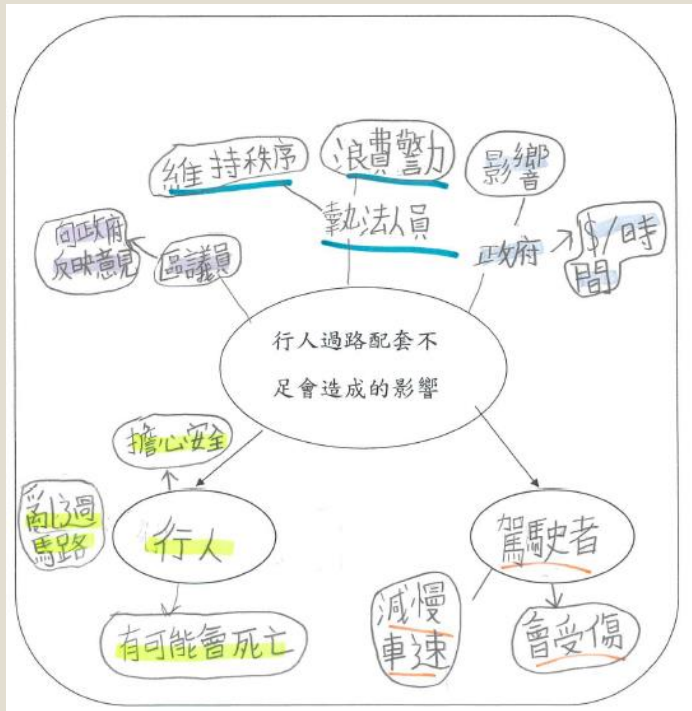 維持秩序
浪費警力
影響
執法人員
向政府
反映意見
區議員
政府
$/時
間
行人過路配套不
足會造成的影響
擔心安全
亂過
馬路
行人
駕駛者
減慢
車速
會受傷
有可能會死亡